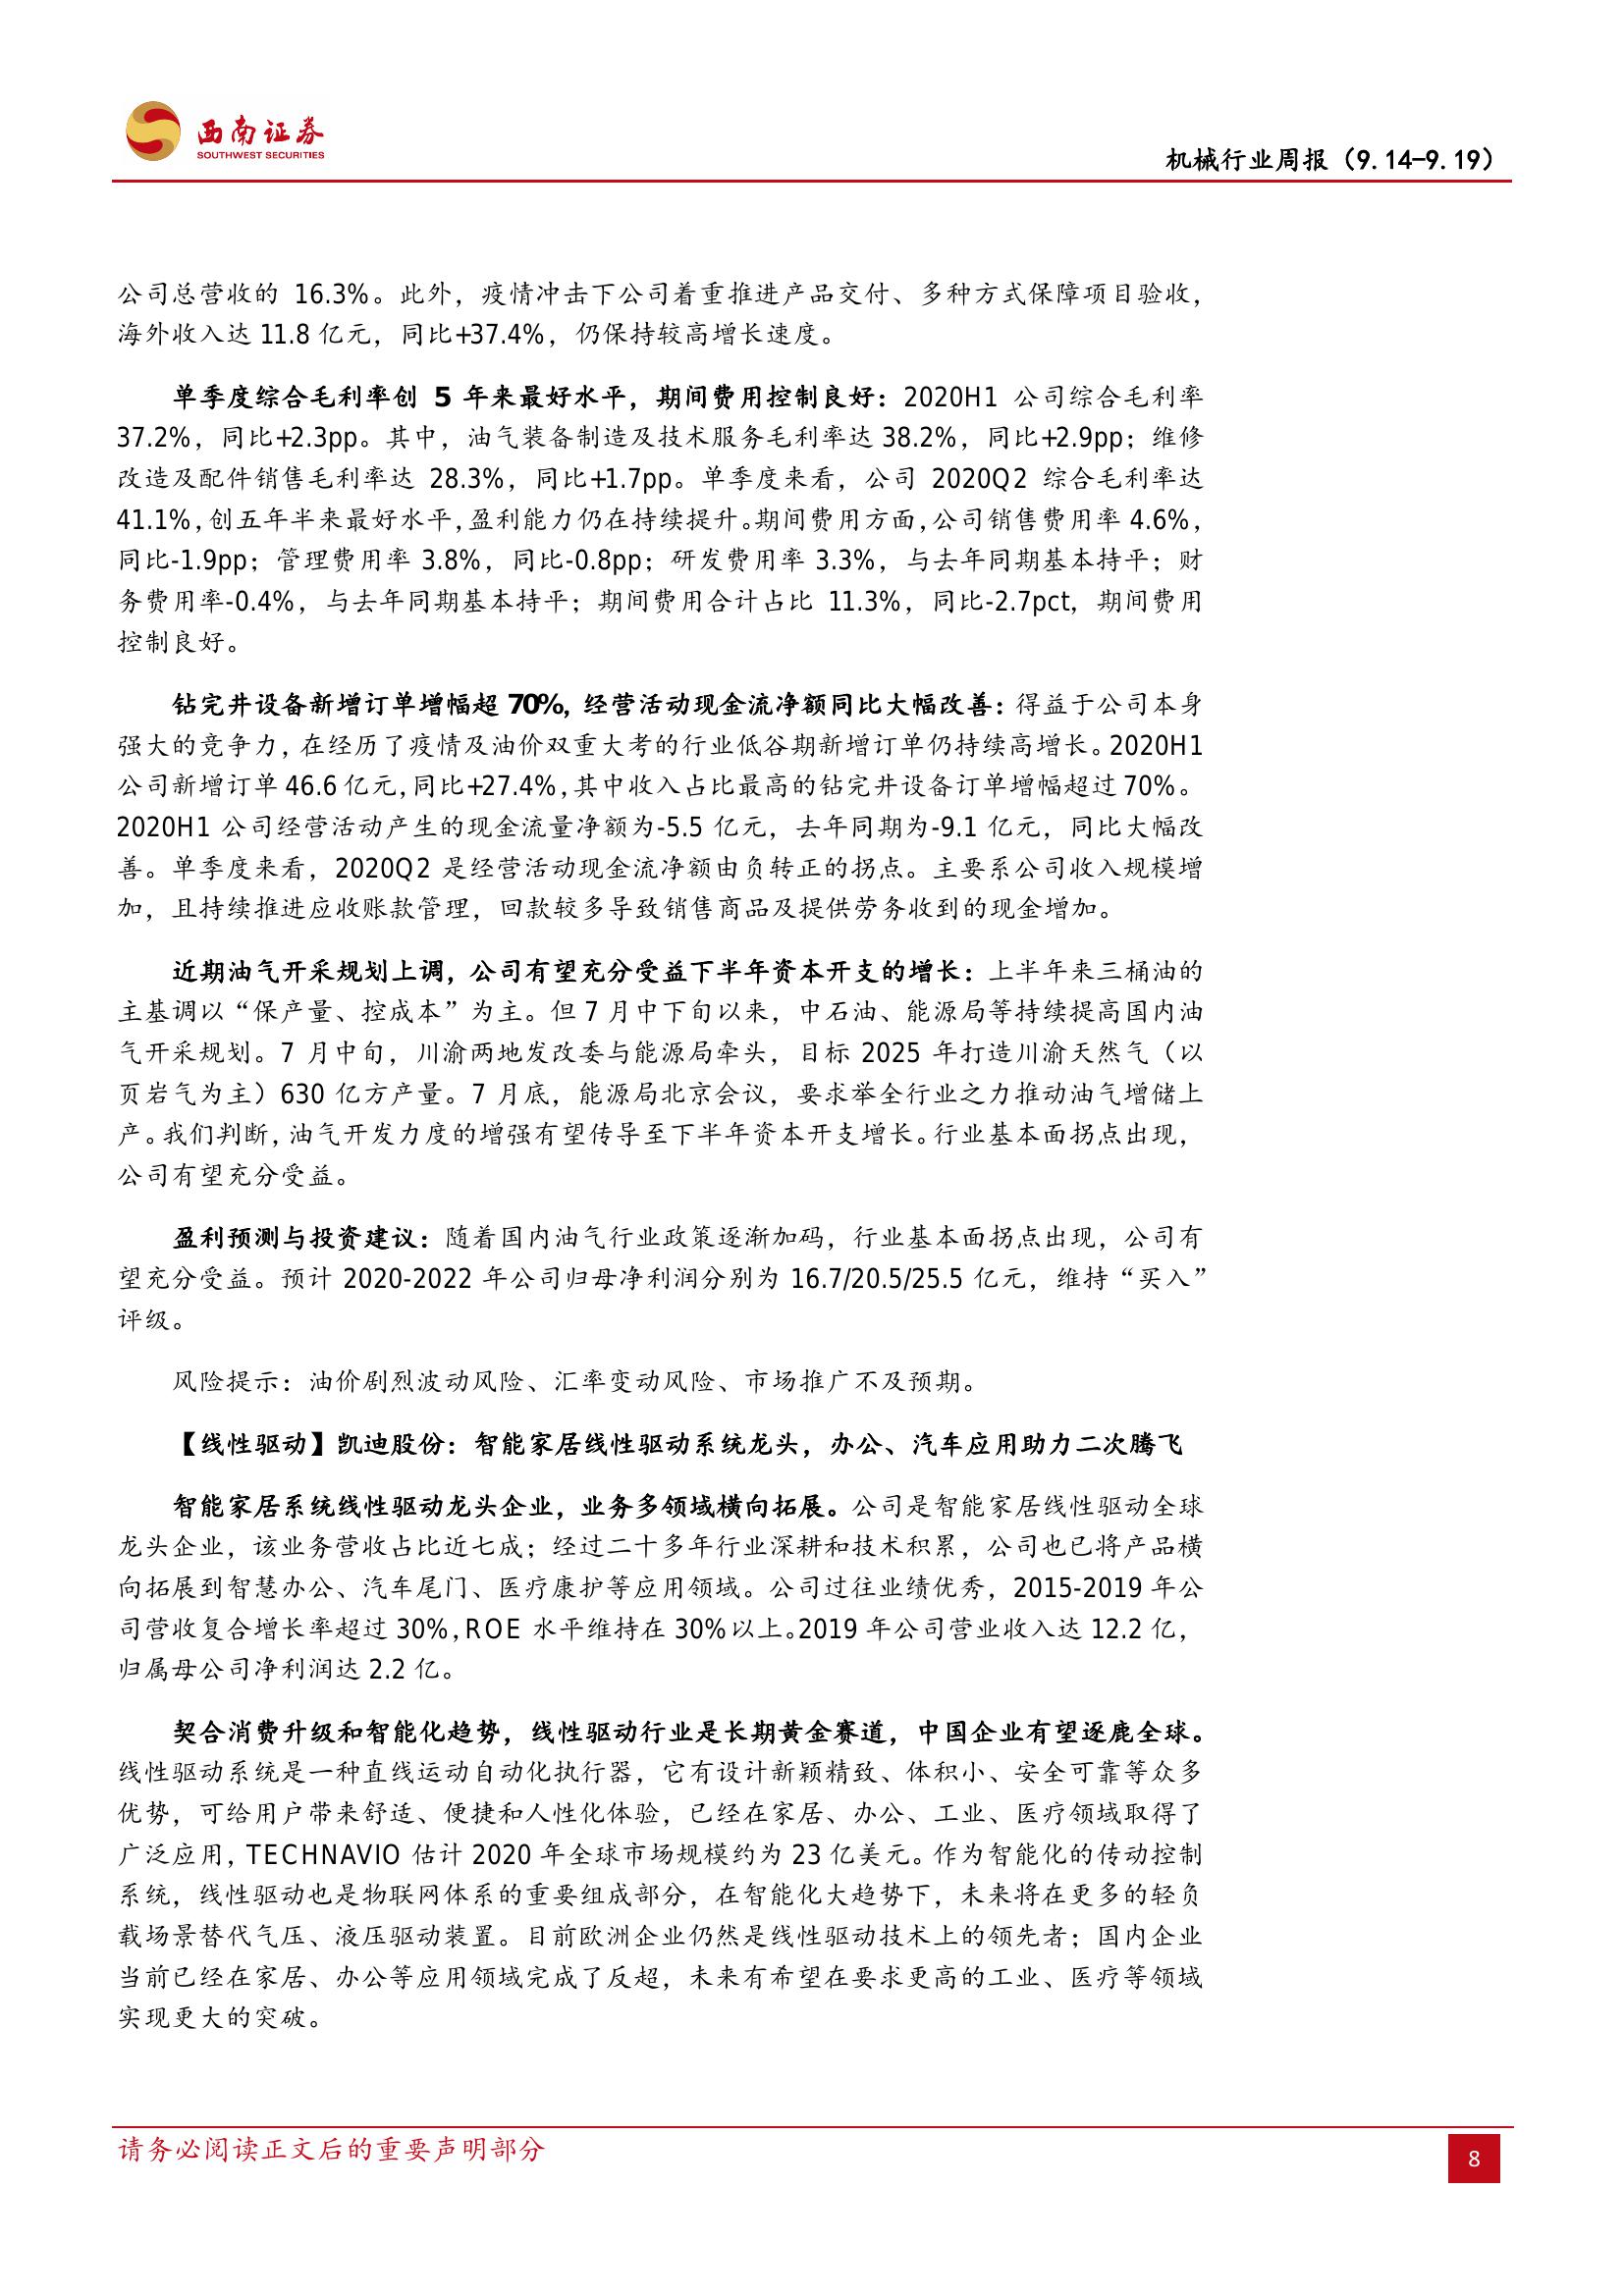 西南证券
SOUTHWEST SECURITIES
机械行业周报（9.14-9.19）
公司总营收的 16.3%。此外，疫情冲击下公司着重推进产品交付、多种方式保障项目验收，
海外收入达 11.8 亿元，同比+37.4%，仍保持较高增长速度。
单季度综合毛利率创 5 年来最好水平，期间费用控制良好：2020H1 公司综合毛利率
37.2%，同比+2.3pp。其中，油气装备制造及技术服务毛利率达 38.2%，同比+2.9pp；维修
改造及配件销售毛利率达 28.3%，同比+1.7pp。单季度来看，公司 2020Q2 综合毛利率达
41.1%，创五年半来最好水平，盈利能力仍在持续提升。期间费用方面，公司销售费用率 4.6%，
同比-1.9pp；管理费用率 3.8%，同比-0.8pp；研发费用率 3.3%，与去年同期基本持平；财
务费用率-0.4%，与去年同期基本持平；期间费用合计占比 11.3%，同比-2.7pct，期间费用
控制良好。
钻完井设备新增订单增幅超 70%，经营活动现金流净额同比大幅改善：得益于公司本身
强大的竞争力，在经历了疫情及油价双重大考的行业低谷期新增订单仍持续高增长。2020H1
公司新增订单 46.6 亿元，同比+27.4%，其中收入占比最高的钻完井设备订单增幅超过 70%。
2020H1 公司经营活动产生的现金流量净额为-5.5 亿元，去年同期为-9.1 亿元，同比大幅改
善。单季度来看，2020Q2 是经营活动现金流净额由负转正的拐点。主要系公司收入规模增
加，且持续推进应收账款管理，回款较多导致销售商品及提供劳务收到的现金增加。
近期油气开采规划上调，公司有望充分受益下半年资本开支的增长：上半年来三桶油的
主基调以“保产量、控成本”为主。但 7 月中下旬以来，中石油、能源局等持续提高国内油
气开采规划。7 月中旬，川渝两地发改委与能源局牵头，目标 2025 年打造川渝天然气（以
页岩气为主）630 亿方产量。7 月底，能源局北京会议，要求举全行业之力推动油气增储上
产。我们判断，油气开发力度的增强有望传导至下半年资本开支增长。行业基本面拐点出现，
公司有望充分受益。
盈利预测与投资建议：随着国内油气行业政策逐渐加码，行业基本面拐点出现，公司有
望充分受益。预计 2020-2022 年公司归母净利润分别为 16.7/20.5/25.5 亿元，维持“买入”
评级。
风险提示：油价剧烈波动风险、汇率变动风险、市场推广不及预期。
【线性驱动】凯迪股份：智能家居线性驱动系统龙头，办公、汽车应用助力二次腾飞
智能家居系统线性驱动龙头企业，业务多领域横向拓展。公司是智能家居线性驱动全球
龙头企业，该业务营收占比近七成；经过二十多年行业深耕和技术积累，公司也已将产品横
向拓展到智慧办公、汽车尾门、医疗康护等应用领域。公司过往业绩优秀，2015-2019 年公
司营收复合增长率超过 30%，ROE 水平维持在 30%以上。2019 年公司营业收入达 12.2 亿，
归属母公司净利润达 2.2 亿。
契合消费升级和智能化趋势，线性驱动行业是长期黄金赛道，中国企业有望逐鹿全球。
线性驱动系统是一种直线运动自动化执行器，它有设计新颖精致、体积小、安全可靠等众多
优势，可给用户带来舒适、便捷和人性化体验，已经在家居、办公、工业、医疗领域取得了
广泛应用，TECHNAVIO 估计 2020 年全球市场规模约为 23 亿美元。作为智能化的传动控制
系统，线性驱动也是物联网体系的重要组成部分，在智能化大趋势下，未来将在更多的轻负
载场景替代气压、液压驱动装置。目前欧洲企业仍然是线性驱动技术上的领先者；国内企业
当前已经在家居、办公等应用领域完成了反超，未来有希望在要求更高的工业、医疗等领域
实现更大的突破。
请务必阅读正文后的重要声明部分
8